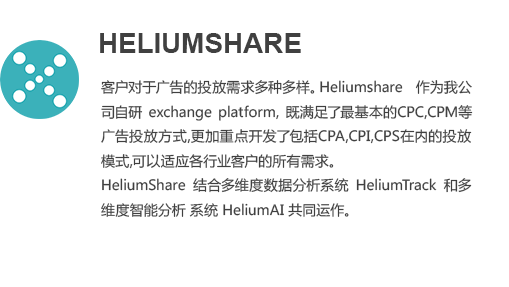 HELIUMSHARE
客户对于广告的投放需求多种多样。Heliumshare 作为我公
司自研 exchange platform, 既满足了最基本的CPC,CPM等
广告投放方式,更加重点开发了包括CPA,CPI,CPS在内的投放
模式,可以适应各行业客户的所有需求。
HeliumShare 结合多维度数据分析系统 HeliumTrack 和多
维度智能分析 系统 HeliumAI 共同运作。